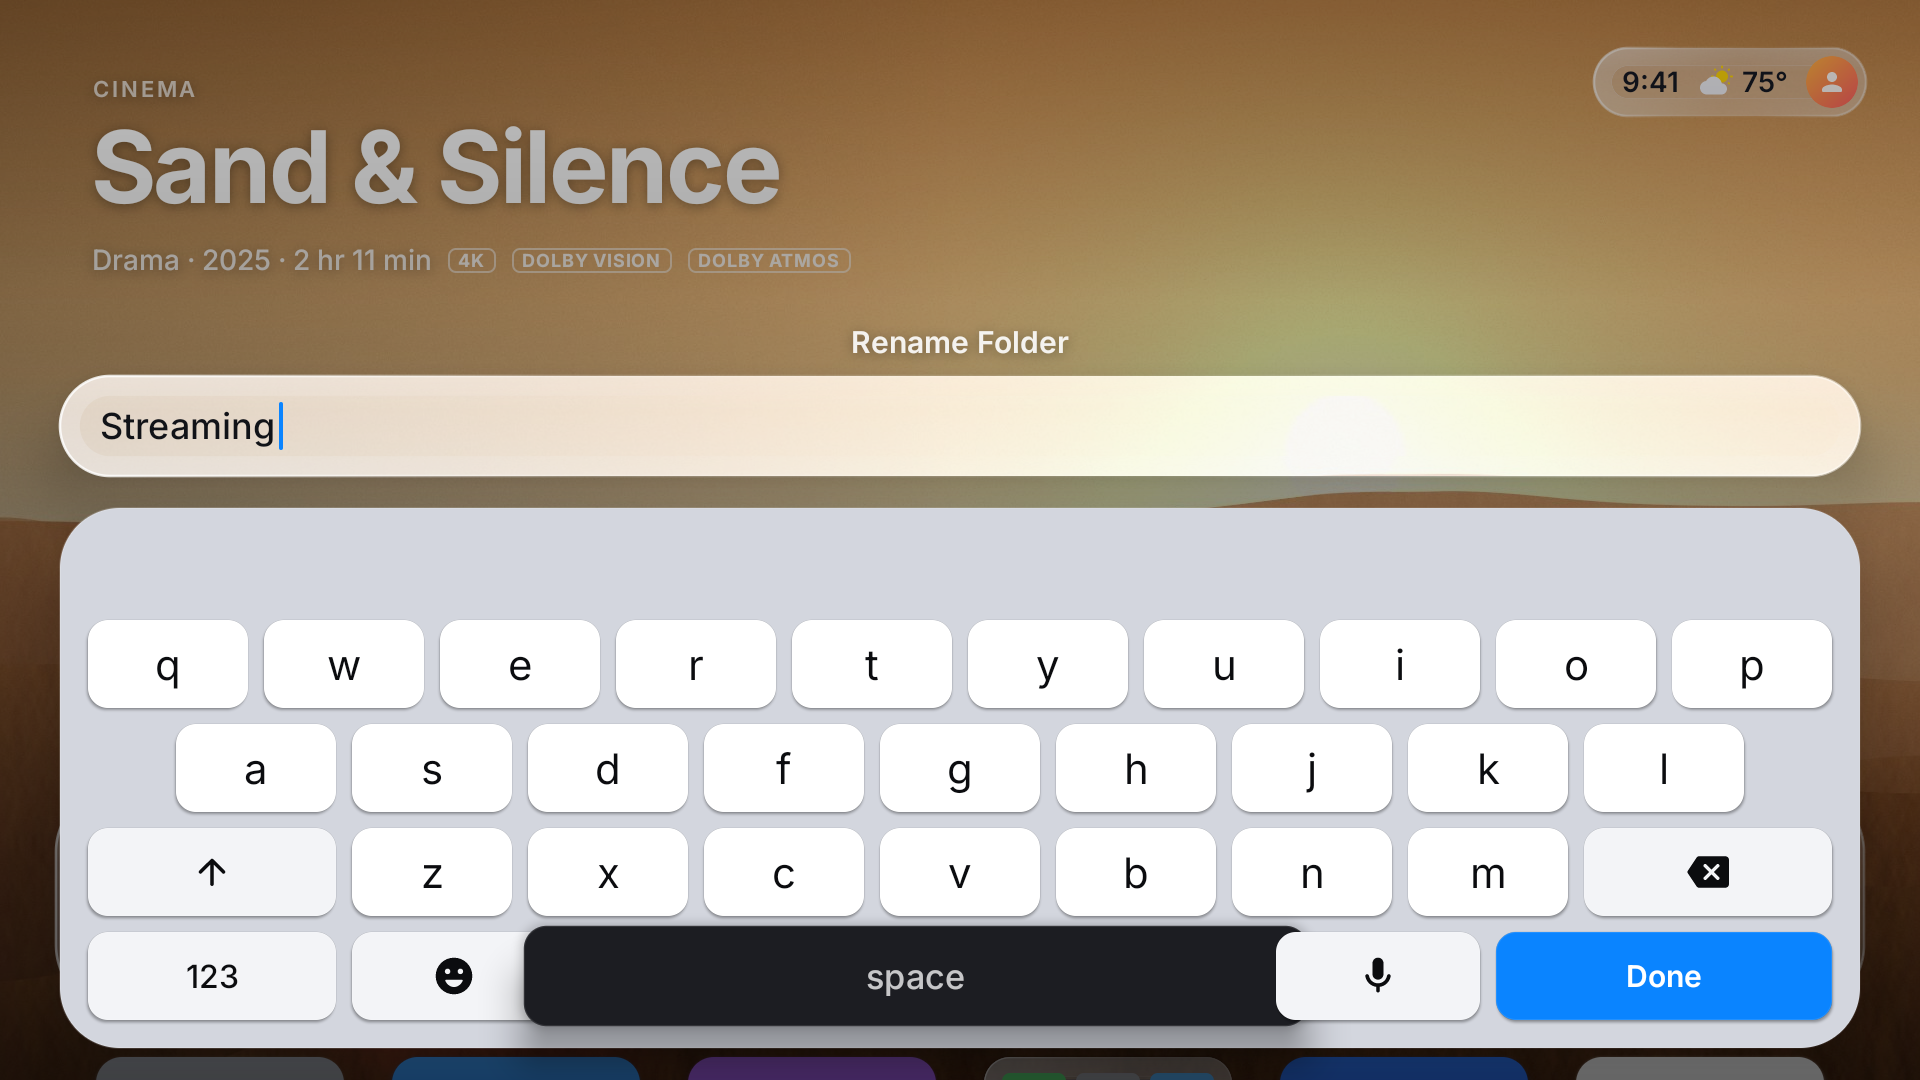 CINEMA
9:41 75°
Sand & Silence
Drama · 2025 · 2 hr 11 min 4K DOLBY VISION DOLBY ATMOS
Rename Folder
Streaming
q w e r t y u i o p
a s d f g h j k l
z x c v b n m
123 space Done